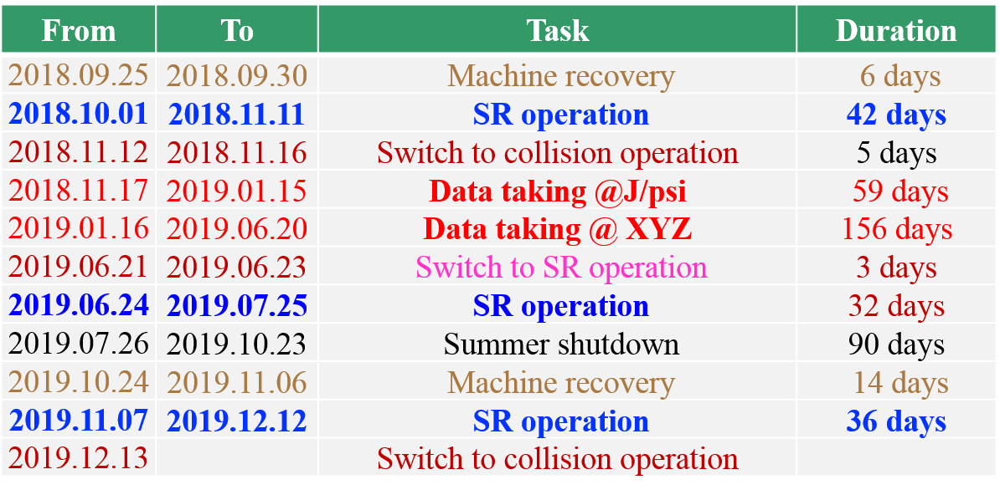 From To Task Duration
2018.09.25 2018.09.30 Machine recovery 6 days
2018.10.01 2018.11.11 SR operation 42 days
2018.11.12 2018.11.16 Switch to collision operation 5 days
2018.11.17 2019.01.15 Data taking @J/psi 59 days
2019.01.16 2019.06.20 Data taking @ XYZ 156 days
2019.06.21 2019.06.23 Switch to SR operation 3 days
2019.06.24 2019.07.25 SR operation 32 days
2019.07.26 2019.10.23 Summer shutdown 90 days
2019.10.24 2019.11.06 Machine recovery 14 days
2019.11.07 2019.12.12 SR operation 36 days
2019.12.13 Switch to collision operation